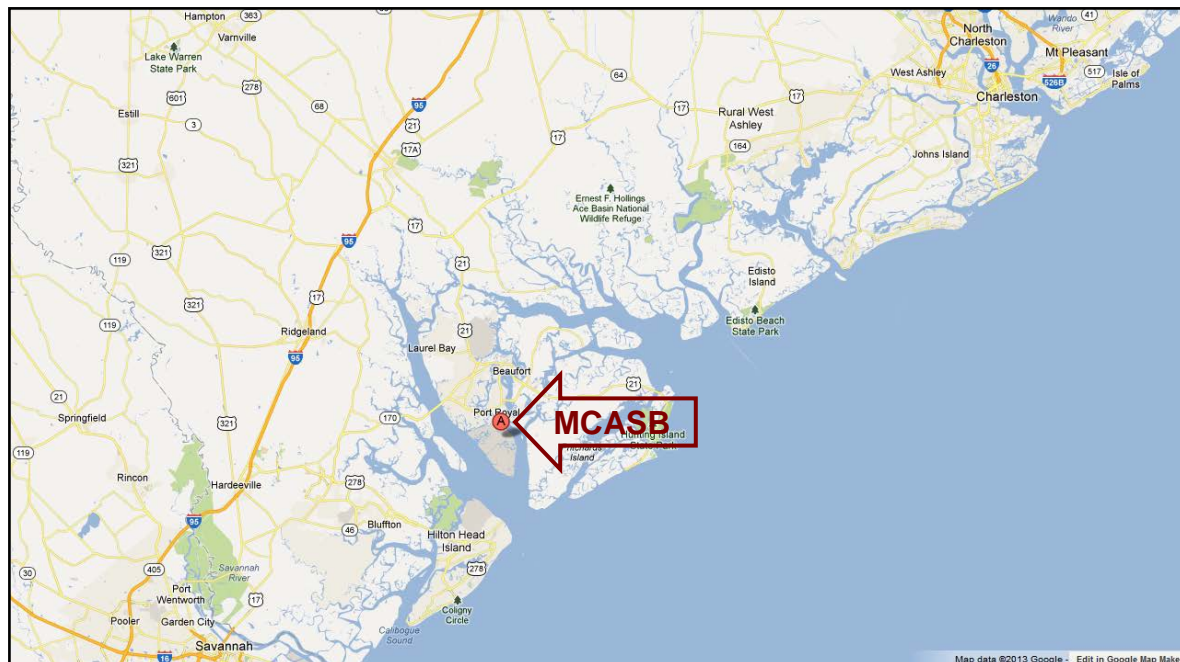 Hampton
363
Varnville
Lake Warren
State Park
278
601
Estill
3
68
95
64
21
17
17A
321
North
Charleston
Wando
River
41
Mt Pleasant
26
517
West Ashley
526B
Isle of
Palms
17
17
Charleston
Rural West
Ashley
164
Johns Island
Ernest F. Hollings
Ace Basin National
Wildlife Refuge
17
95
321
119
21
17
321
119
Edisto
Island
Ridgeland
95
21
Laurel Bay
Edisto Beach
State Park
Beaufort
21
21
Springfield
321
170
Port Royal
A
MCASB
Hunting Island
State Park
Island
119
Rincon
Hardeeville
278
95
46
Bluffton
Hilton Head
Island
30
405
Savannah
River
278
Port
Wentworth
17
Coligny
Circle
Pooler
Garden City
Calibogue
Sound
Savannah
16
Map data ©2013 Google -
Edit in Google Map Make